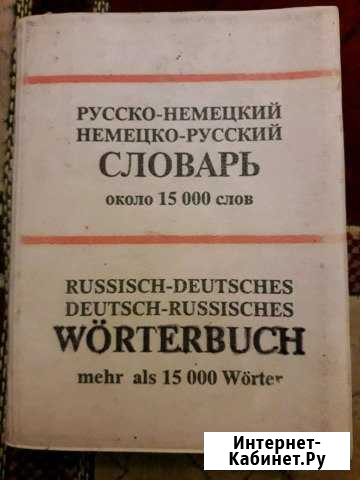 РУССКО-НЕМЕЦКИЙ
НЕМЕЦКО-РУССКИЙ
СЛОВАРЬ
около 15 000 слов
RUSSISCH-DEUTSCHES
DEUTSCH-RUSSISCHES
WÖRTERBUCH
mehr als 15 000 Wörter
Интернет-
Кабинет.Ру